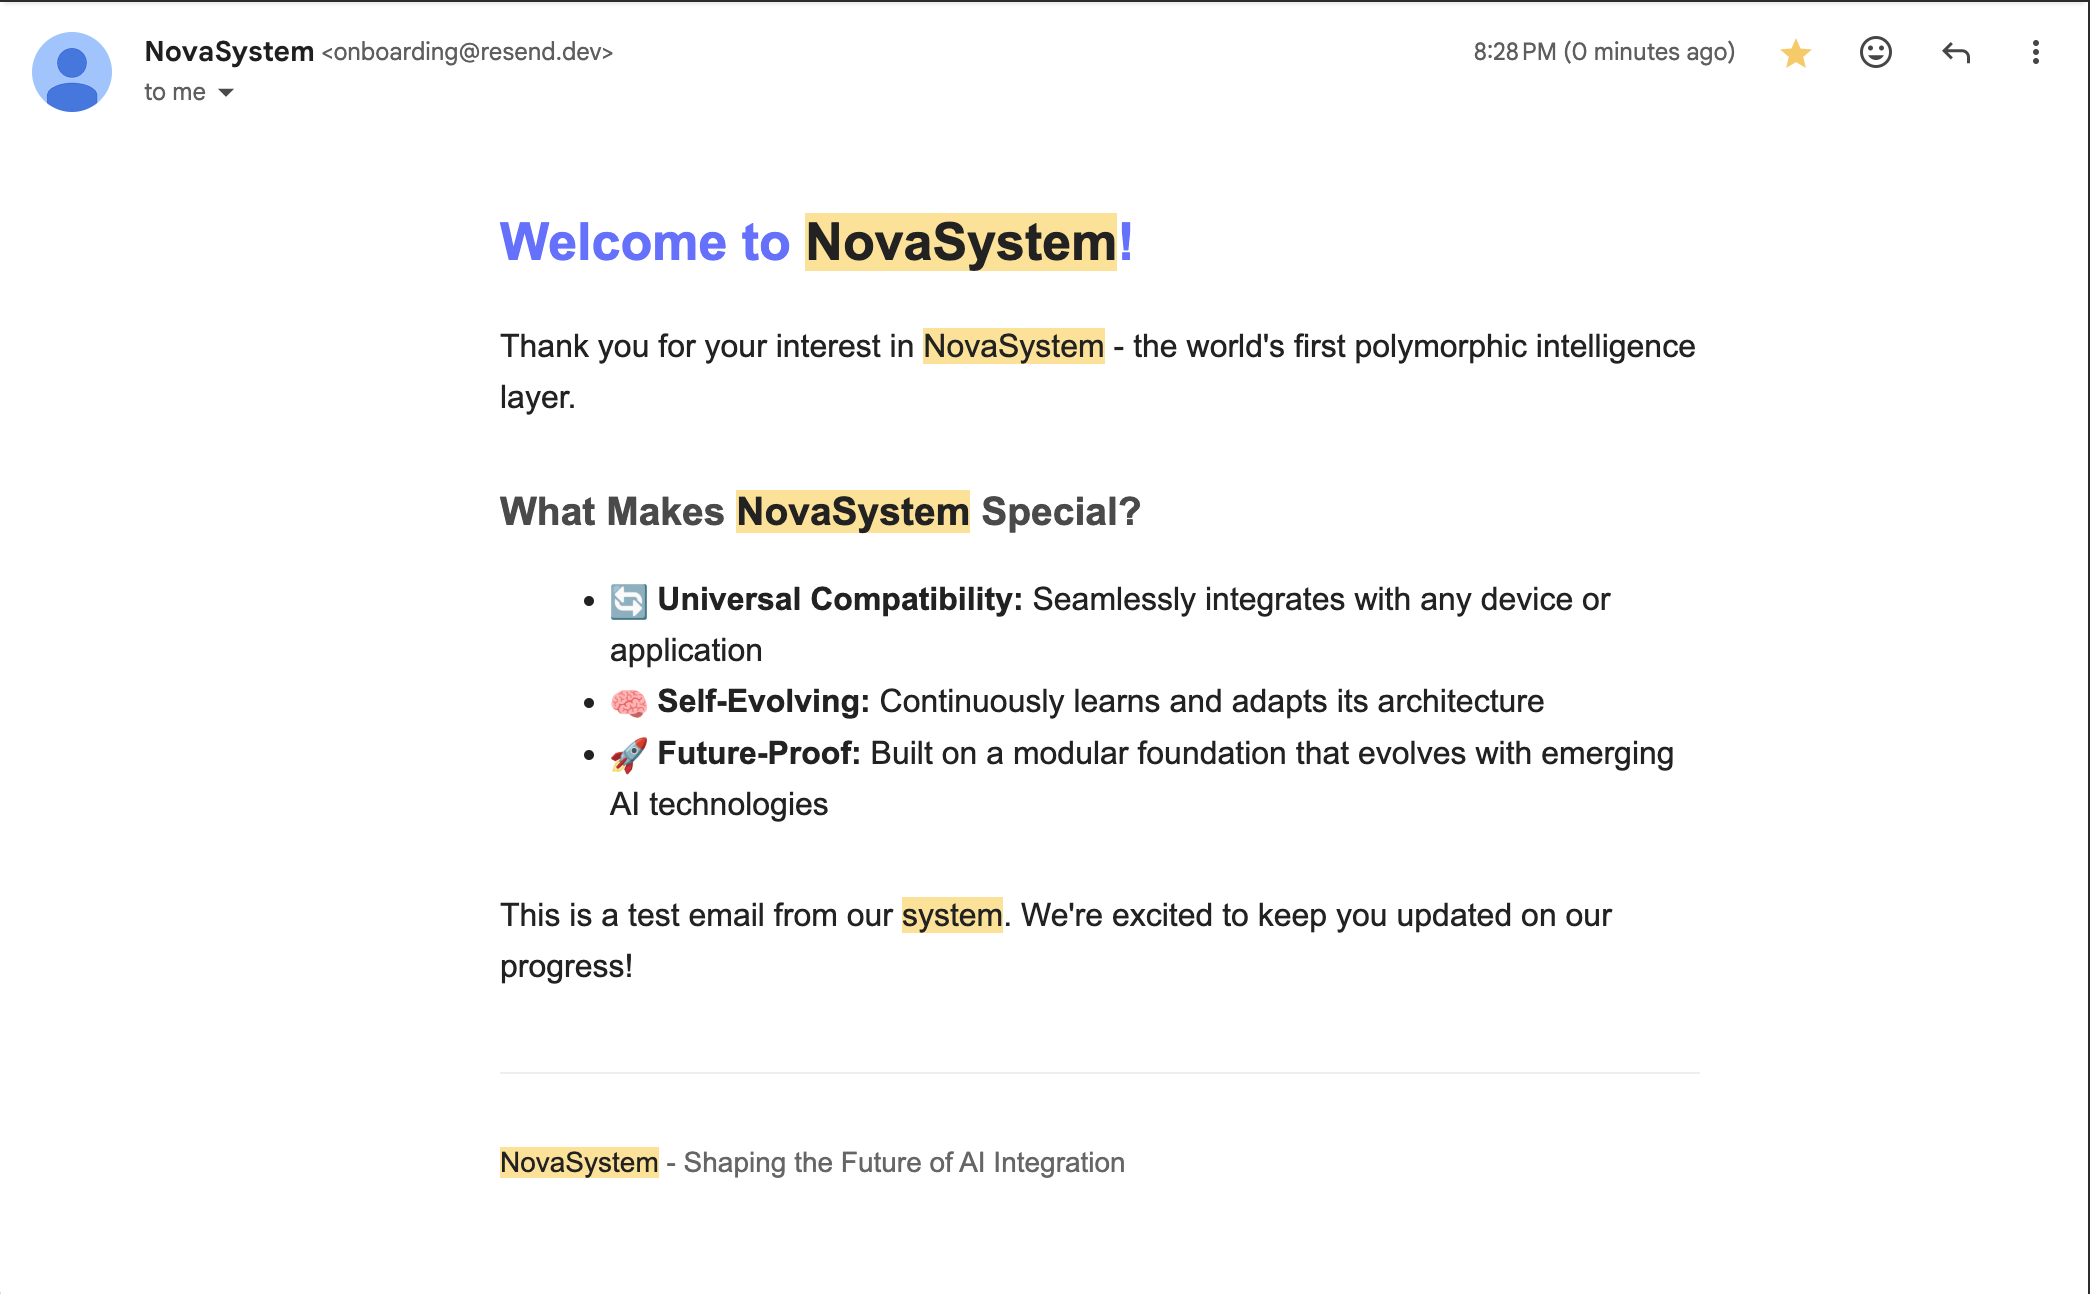 NovaSystem <onboarding@resend.dev>
8:28 PM (0 minutes ago)
to me
Welcome to NovaSystem!
Thank you for your interest in NovaSystem - the world's first polymorphic intelligence
layer.
What Makes NovaSystem Special?
• 🔄 Universal Compatibility: Seamlessly integrates with any device or
application
• 🧠 Self-Evolving: Continuously learns and adapts its architecture
• 🚀 Future-Proof: Built on a modular foundation that evolves with emerging
AI technologies
This is a test email from our system. We're excited to keep you updated on our
progress!
NovaSystem - Shaping the Future of AI Integration